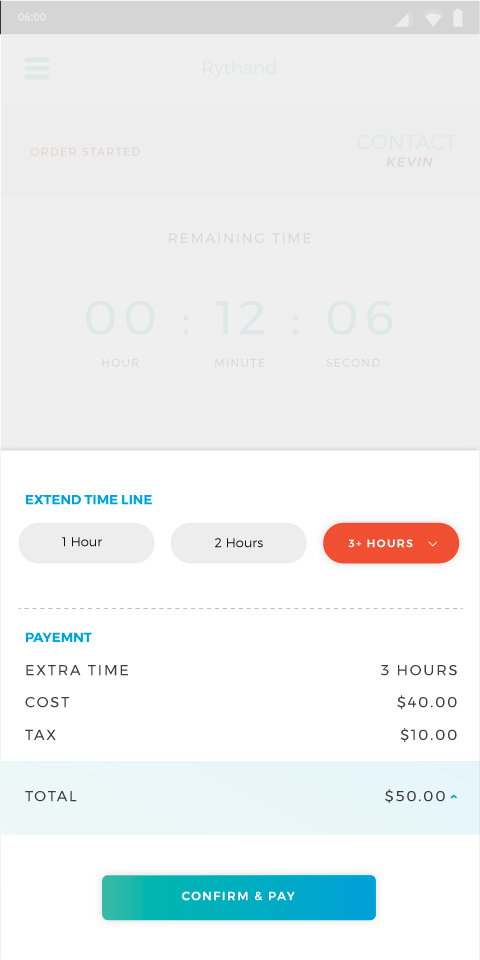 06:00
Rythand
ORDER STARTED
CONTACT
KEVIN
REMAINING TIME
00 : 12 : 06
HOUR MINUTE SECOND
EXTEND TIME LINE
1 Hour 2 Hours 3+ HOURS
PAYEMNT
EXTRA TIME 3 HOURS
COST $40.00
TAX $10.00
TOTAL $50.00
CONFIRM & PAY